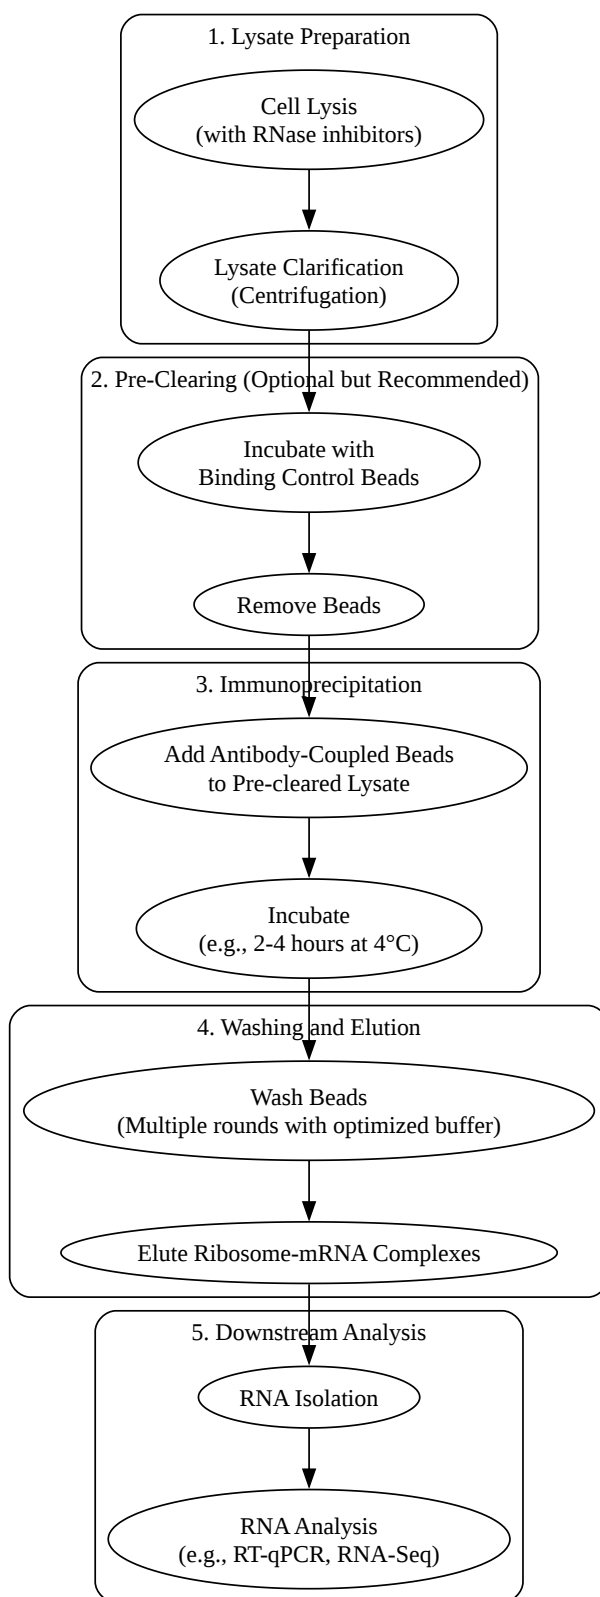 1. Lysate Preparation
Cell Lysis
(with RNase inhibitors)
Lysate Clarification
(Centrifugation)
2. Pre-Clearing (Optional but Recommended)
Incubate with
Binding Control Beads
Remove Beads
3. Immunoprecipitation
Add Antibody-Coupled Beads
to Pre-cleared Lysate
Incubate
(e.g., 2-4 hours at 4°C)
4. Washing and Elution
Wash Beads
(Multiple rounds with optimized buffer)
Elute Ribosome-mRNA Complexes
5. Downstream Analysis
RNA Isolation
RNA Analysis
(e.g., RT-qPCR, RNA-Seq)